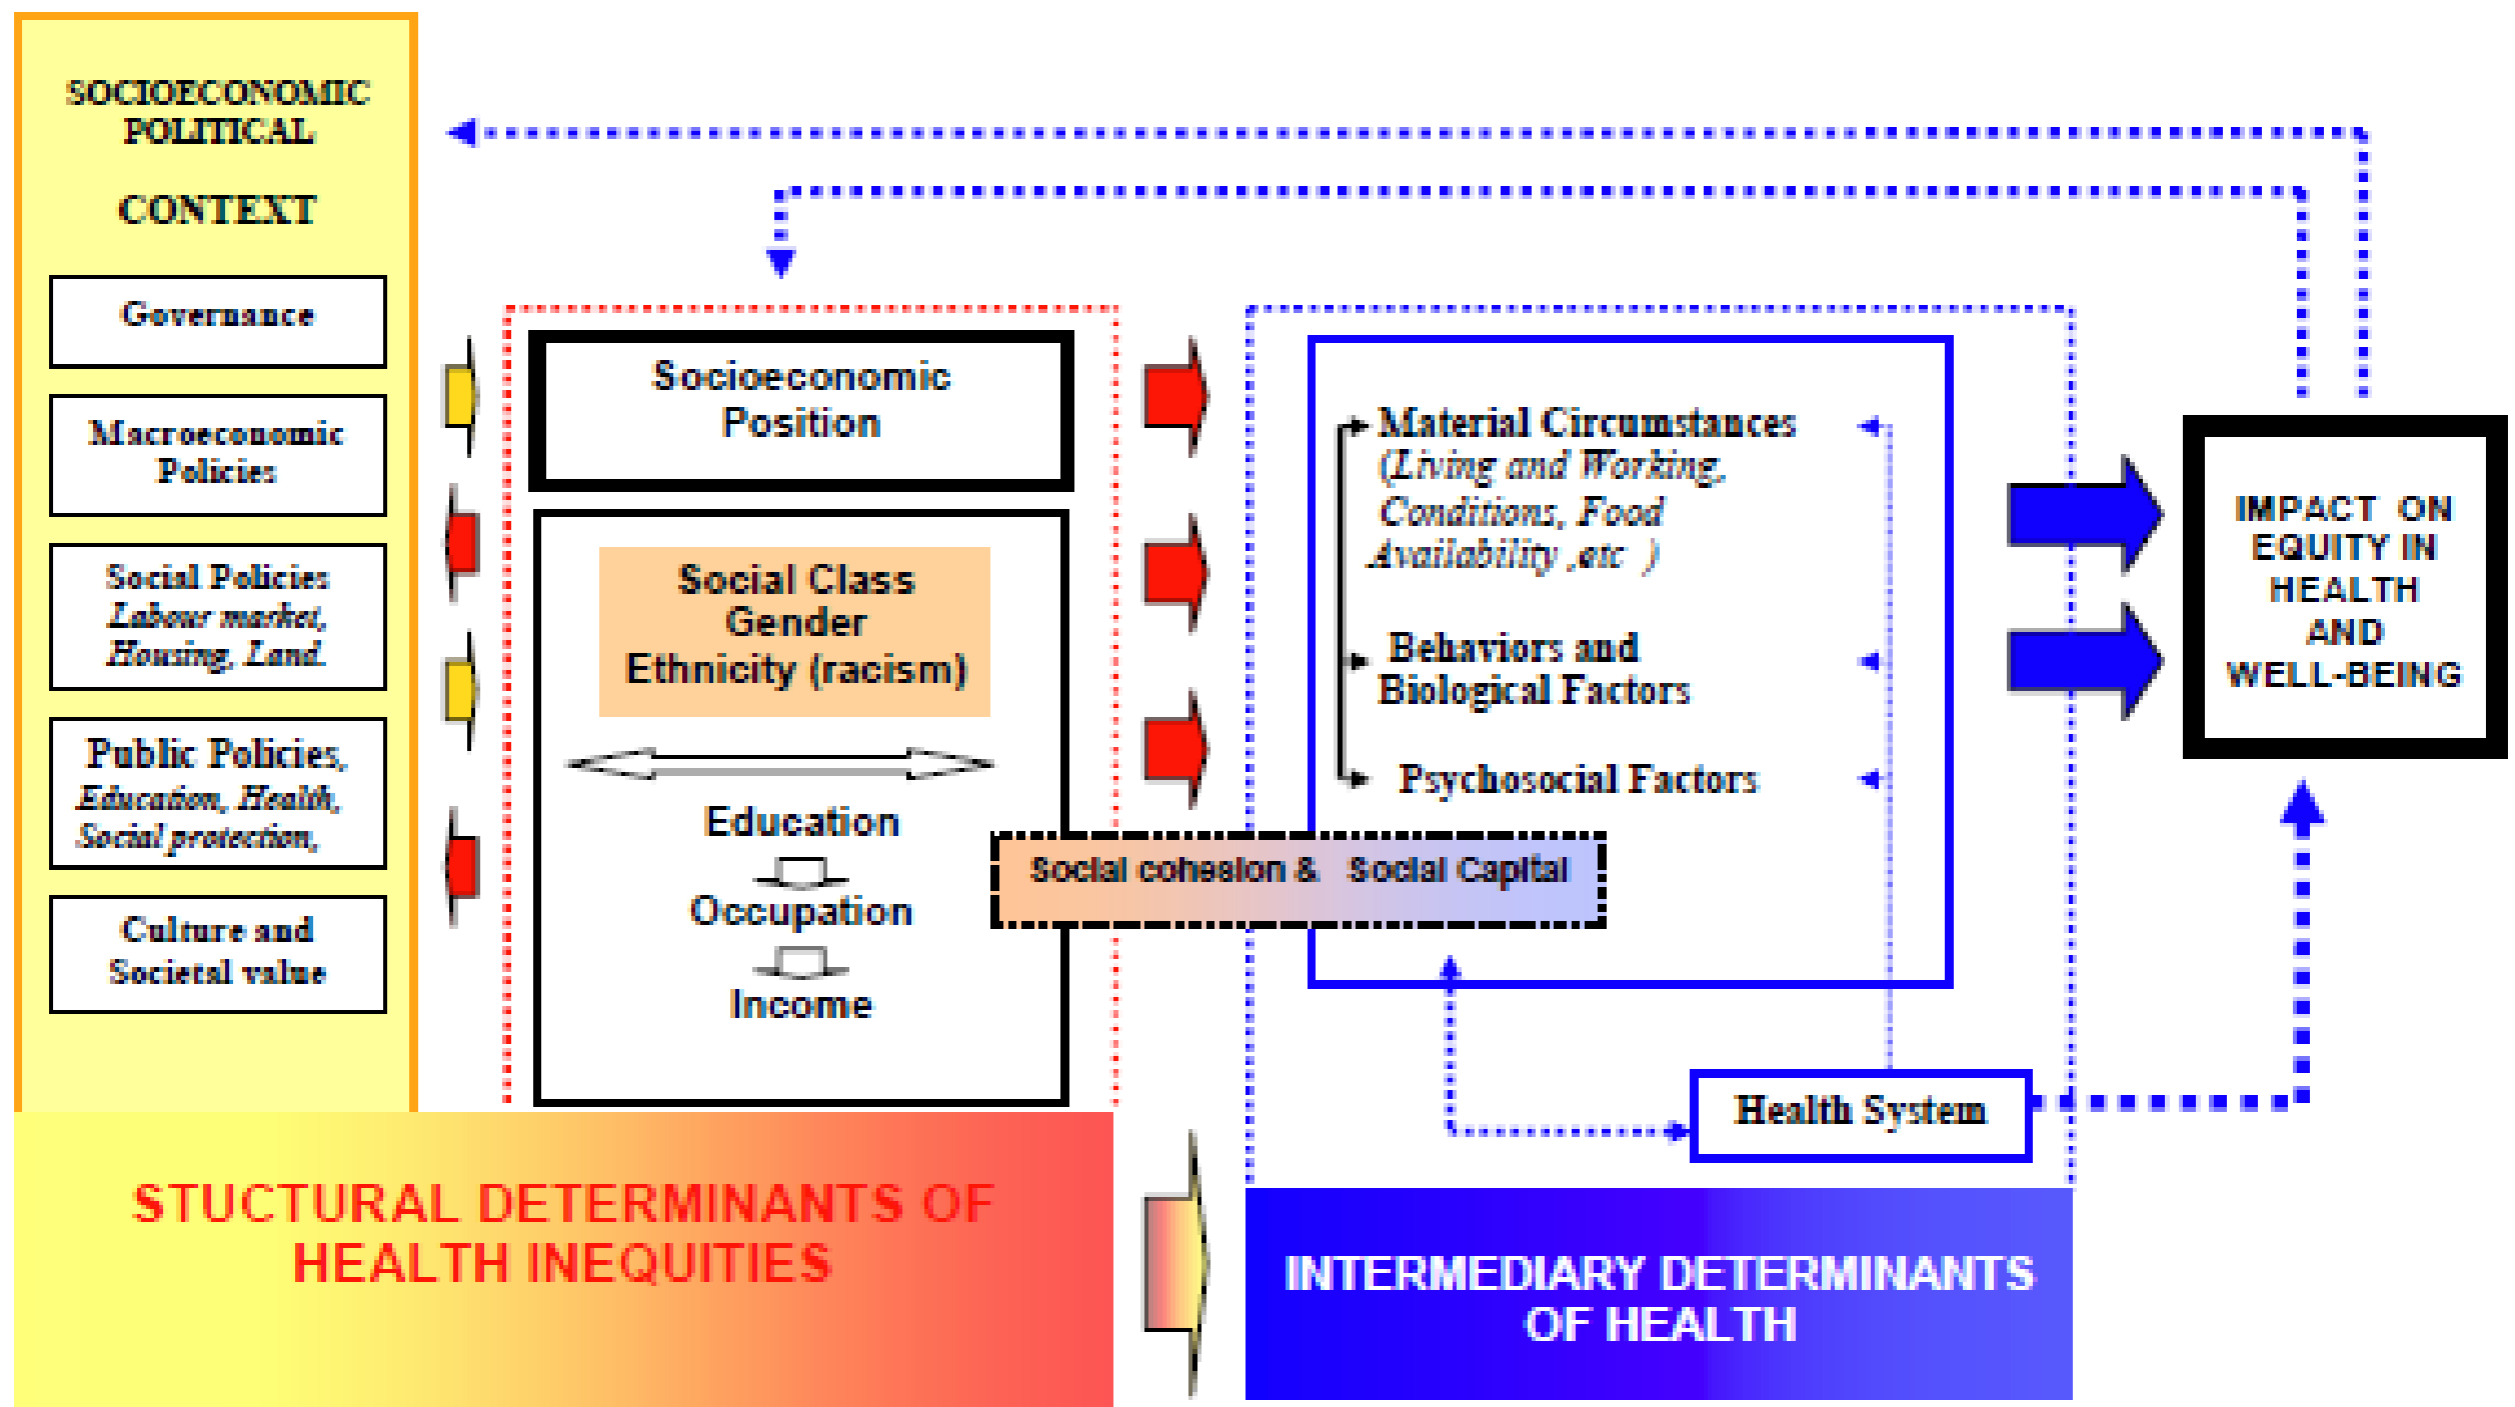 SOCIOECONOMIC
POLITICAL
CONTEXT
Governance
Macroeconomic
Policies
Social Policies
Labour market,
Housing, Land.
Public Policies,
Education, Health,
Social protection,
Culture and
Societal value
Socioeconomic
Position
Social Class
Gender
Ethnicity (racism)
Education
Occupation
Income
Social cohesion & Social Capital
Material Circumstances
(Living and Working,
Conditions, Food
Availability ,etc )
Behaviors and
Biological Factors
Psychosocial Factors
Health System
IMPACT ON
EQUITY IN
HEALTH
AND
WELL-BEING
STUCTURAL DETERMINANTS OF
HEALTH INEQUITIES
INTERMEDIARY DETERMINANTS
OF HEALTH